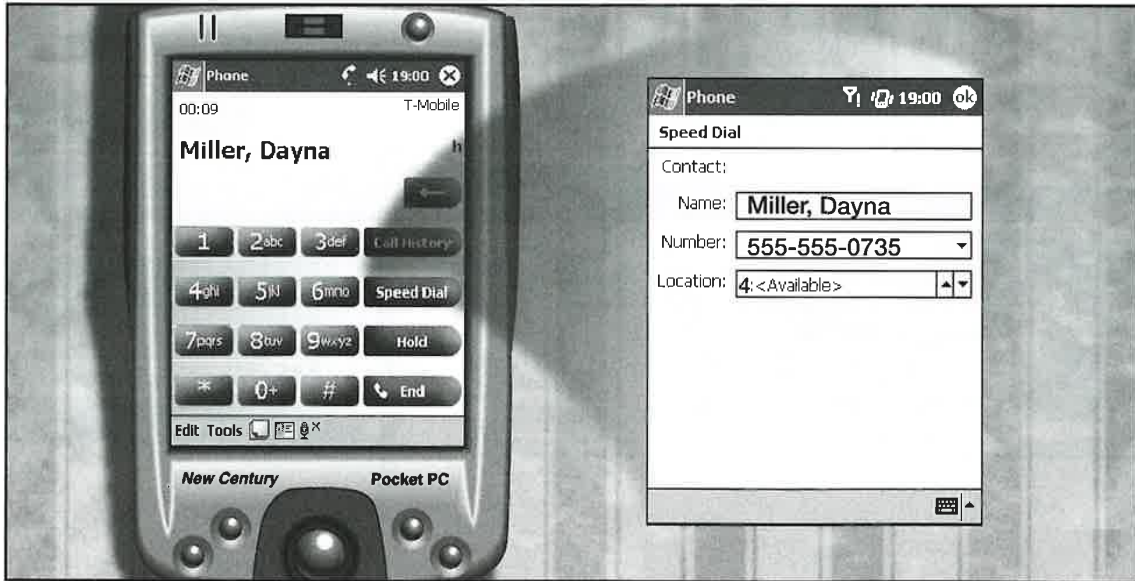 Phone 19:00
00:09 T-Mobile
Miller, Dayna
h
1 2abc 3def Call History
4ghi 5jkl 6mno Speed Dial
7pqrs 8tuv 9wxyz Hold
* 0+ # End
Edit Tools
New Century Pocket PC
Phone 19:00 ok
Speed Dial
Contact:
Name: Miller, Dayna
Number: 555-555-0735
Location: 4:<Available>